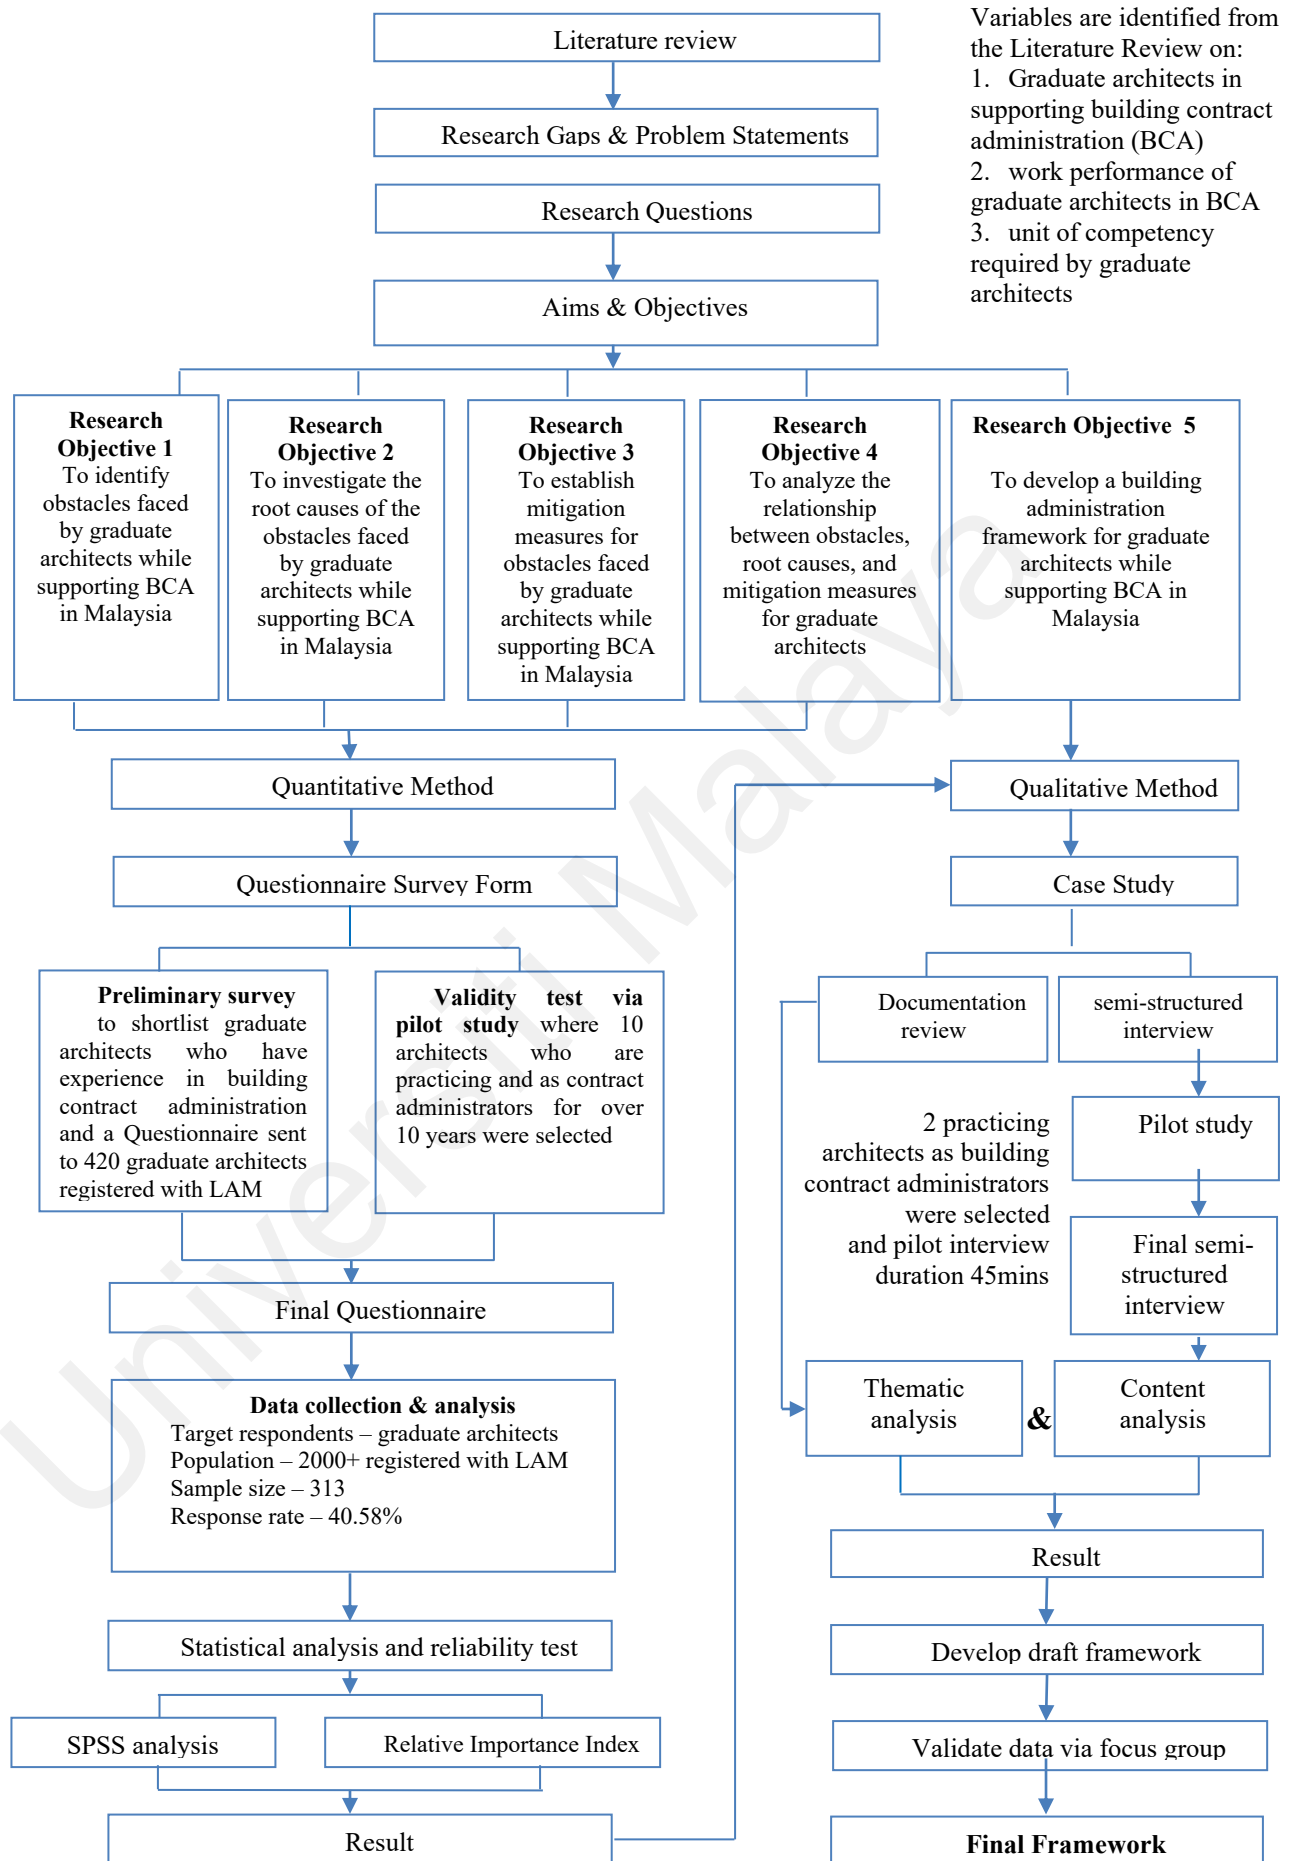 Literature review
Research Gaps & Problem Statements
Research Questions
Aims & Objectives
Variables are identified from
the Literature Review on:
1. Graduate architects in
supporting building contract
administration (BCA)
2. work performance of
graduate architects in BCA
3. unit of competency
required by graduate
architects
Research
Objective 1
To identify
obstacles faced
by graduate
architects while
supporting BCA
in Malaysia
Research
Objective 2
To investigate the
root causes of the
obstacles faced
by graduate
architects while
supporting BCA
in Malaysia
Research
Objective 3
To establish
mitigation
measures for
obstacles faced
by graduate
architects while
supporting BCA
in Malaysia
Research
Objective 4
To analyze the
relationship
between obstacles,
root causes, and
mitigation measures
for graduate
architects
Research Objective 5
To develop a building
administration
framework for graduate
architects while
supporting BCA in
Malaysia
Quantitative Method
Questionnaire Survey Form
Preliminary survey
to shortlist graduate
architects who have
experience in building
contract administration
and a Questionnaire sent
to 420 graduate architects
registered with LAM
Validity test via
pilot study where 10
architects who are
practicing and as contract
administrators for over
10 years were selected
Final Questionnaire
Data collection & analysis
Target respondents – graduate architects
Population – 2000+ registered with LAM
Sample size – 313
Response rate – 40.58%
Statistical analysis and reliability test
SPSS analysis
Relative Importance Index
Result
Qualitative Method
Case Study
Documentation
review
semi-structured
interview
Pilot study
2 practicing
architects as building
contract administrators
were selected
and pilot interview
duration 45mins
Final semi-
structured
interview
Thematic
analysis
&
Content
analysis
Result
Develop draft framework
Validate data via focus group
Final Framework
Universiti Malaya